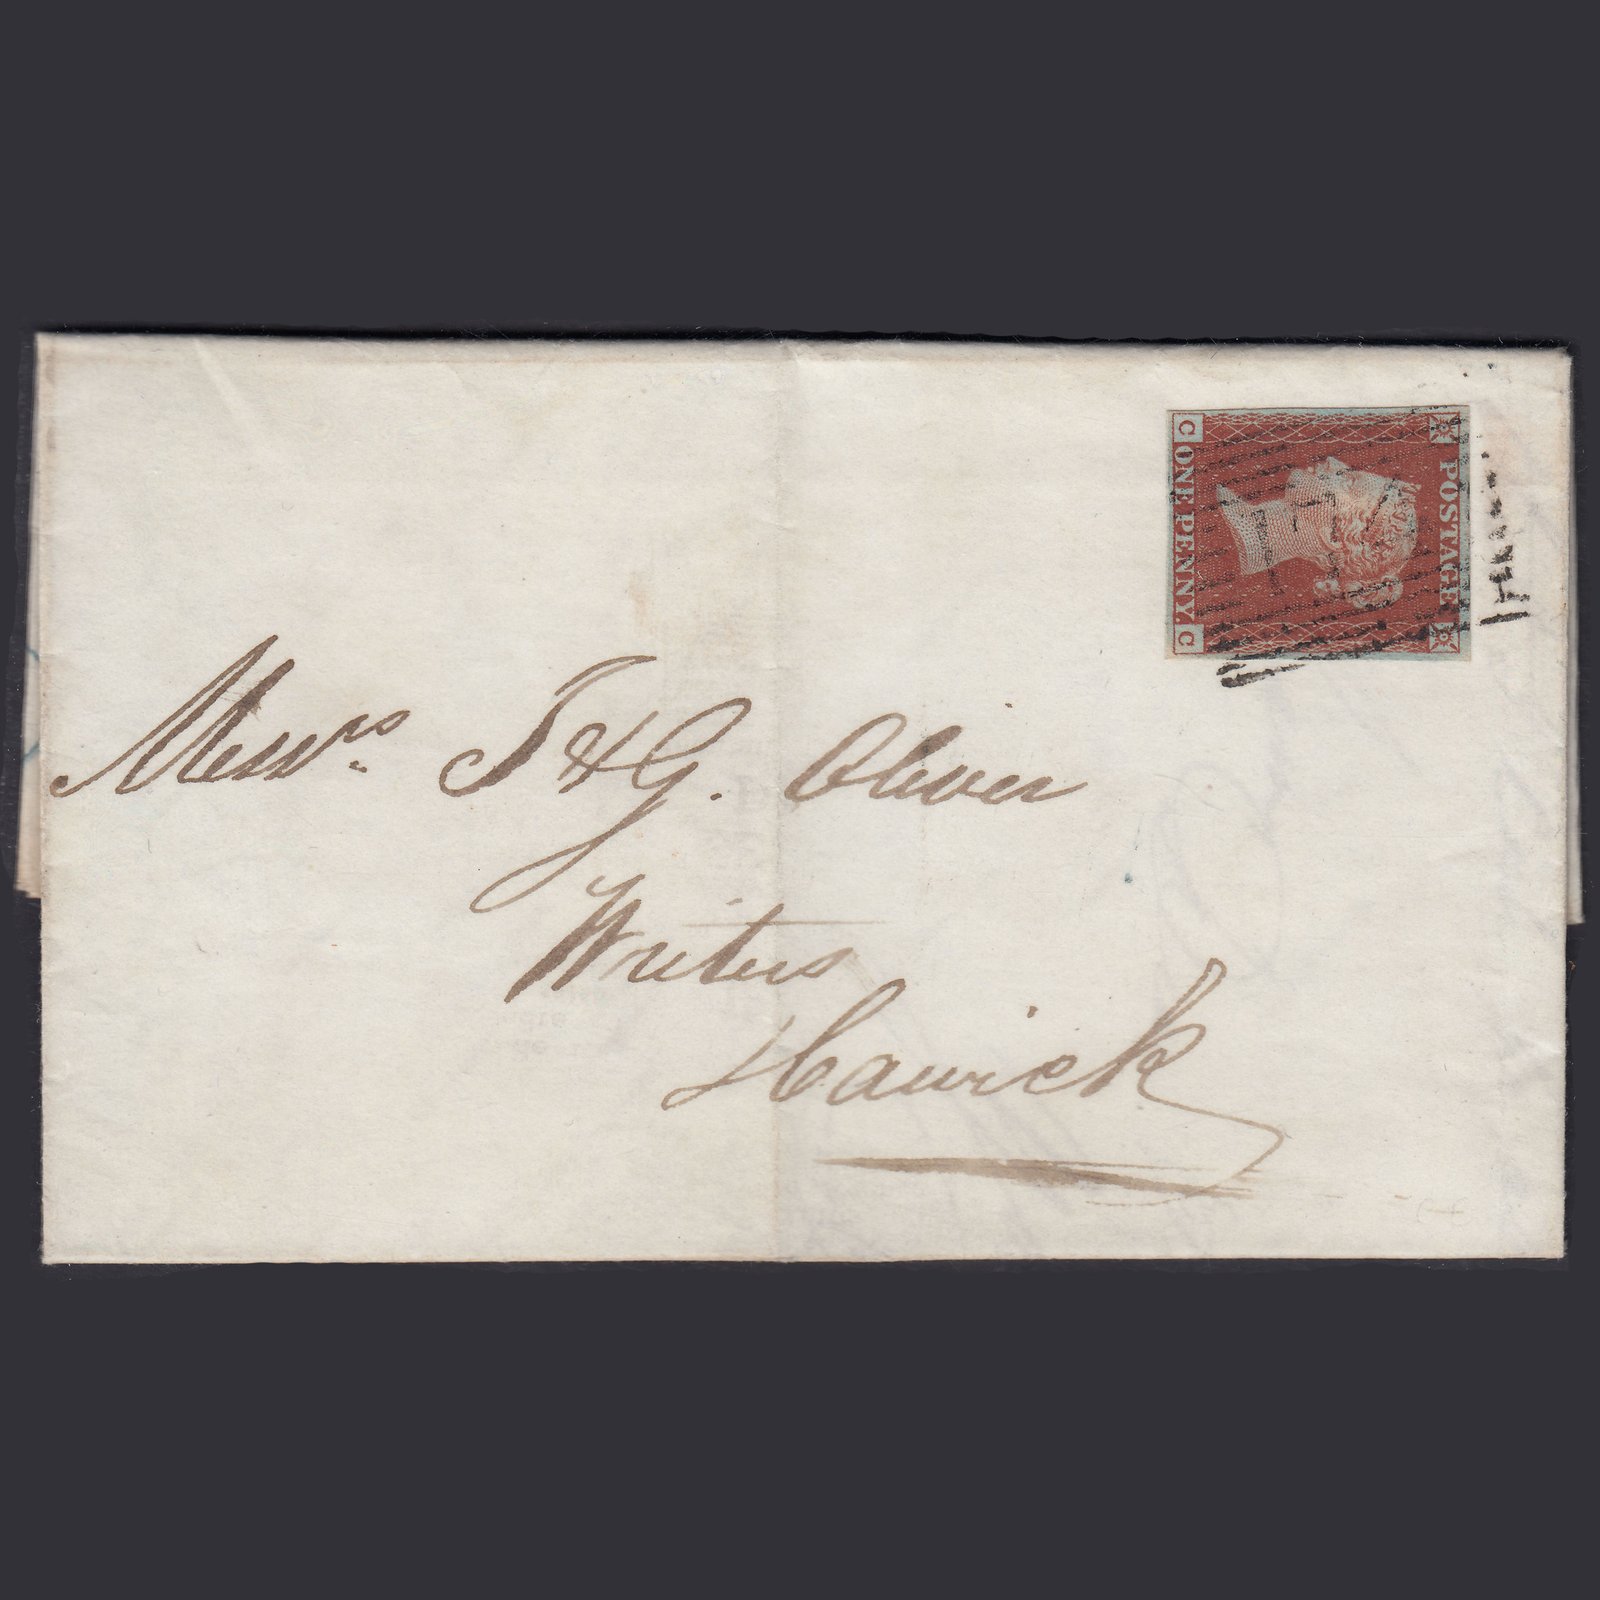 POSTAGE
ONE PENNY
C C
Messrs. J & G. Oliver
Writers
Hawick